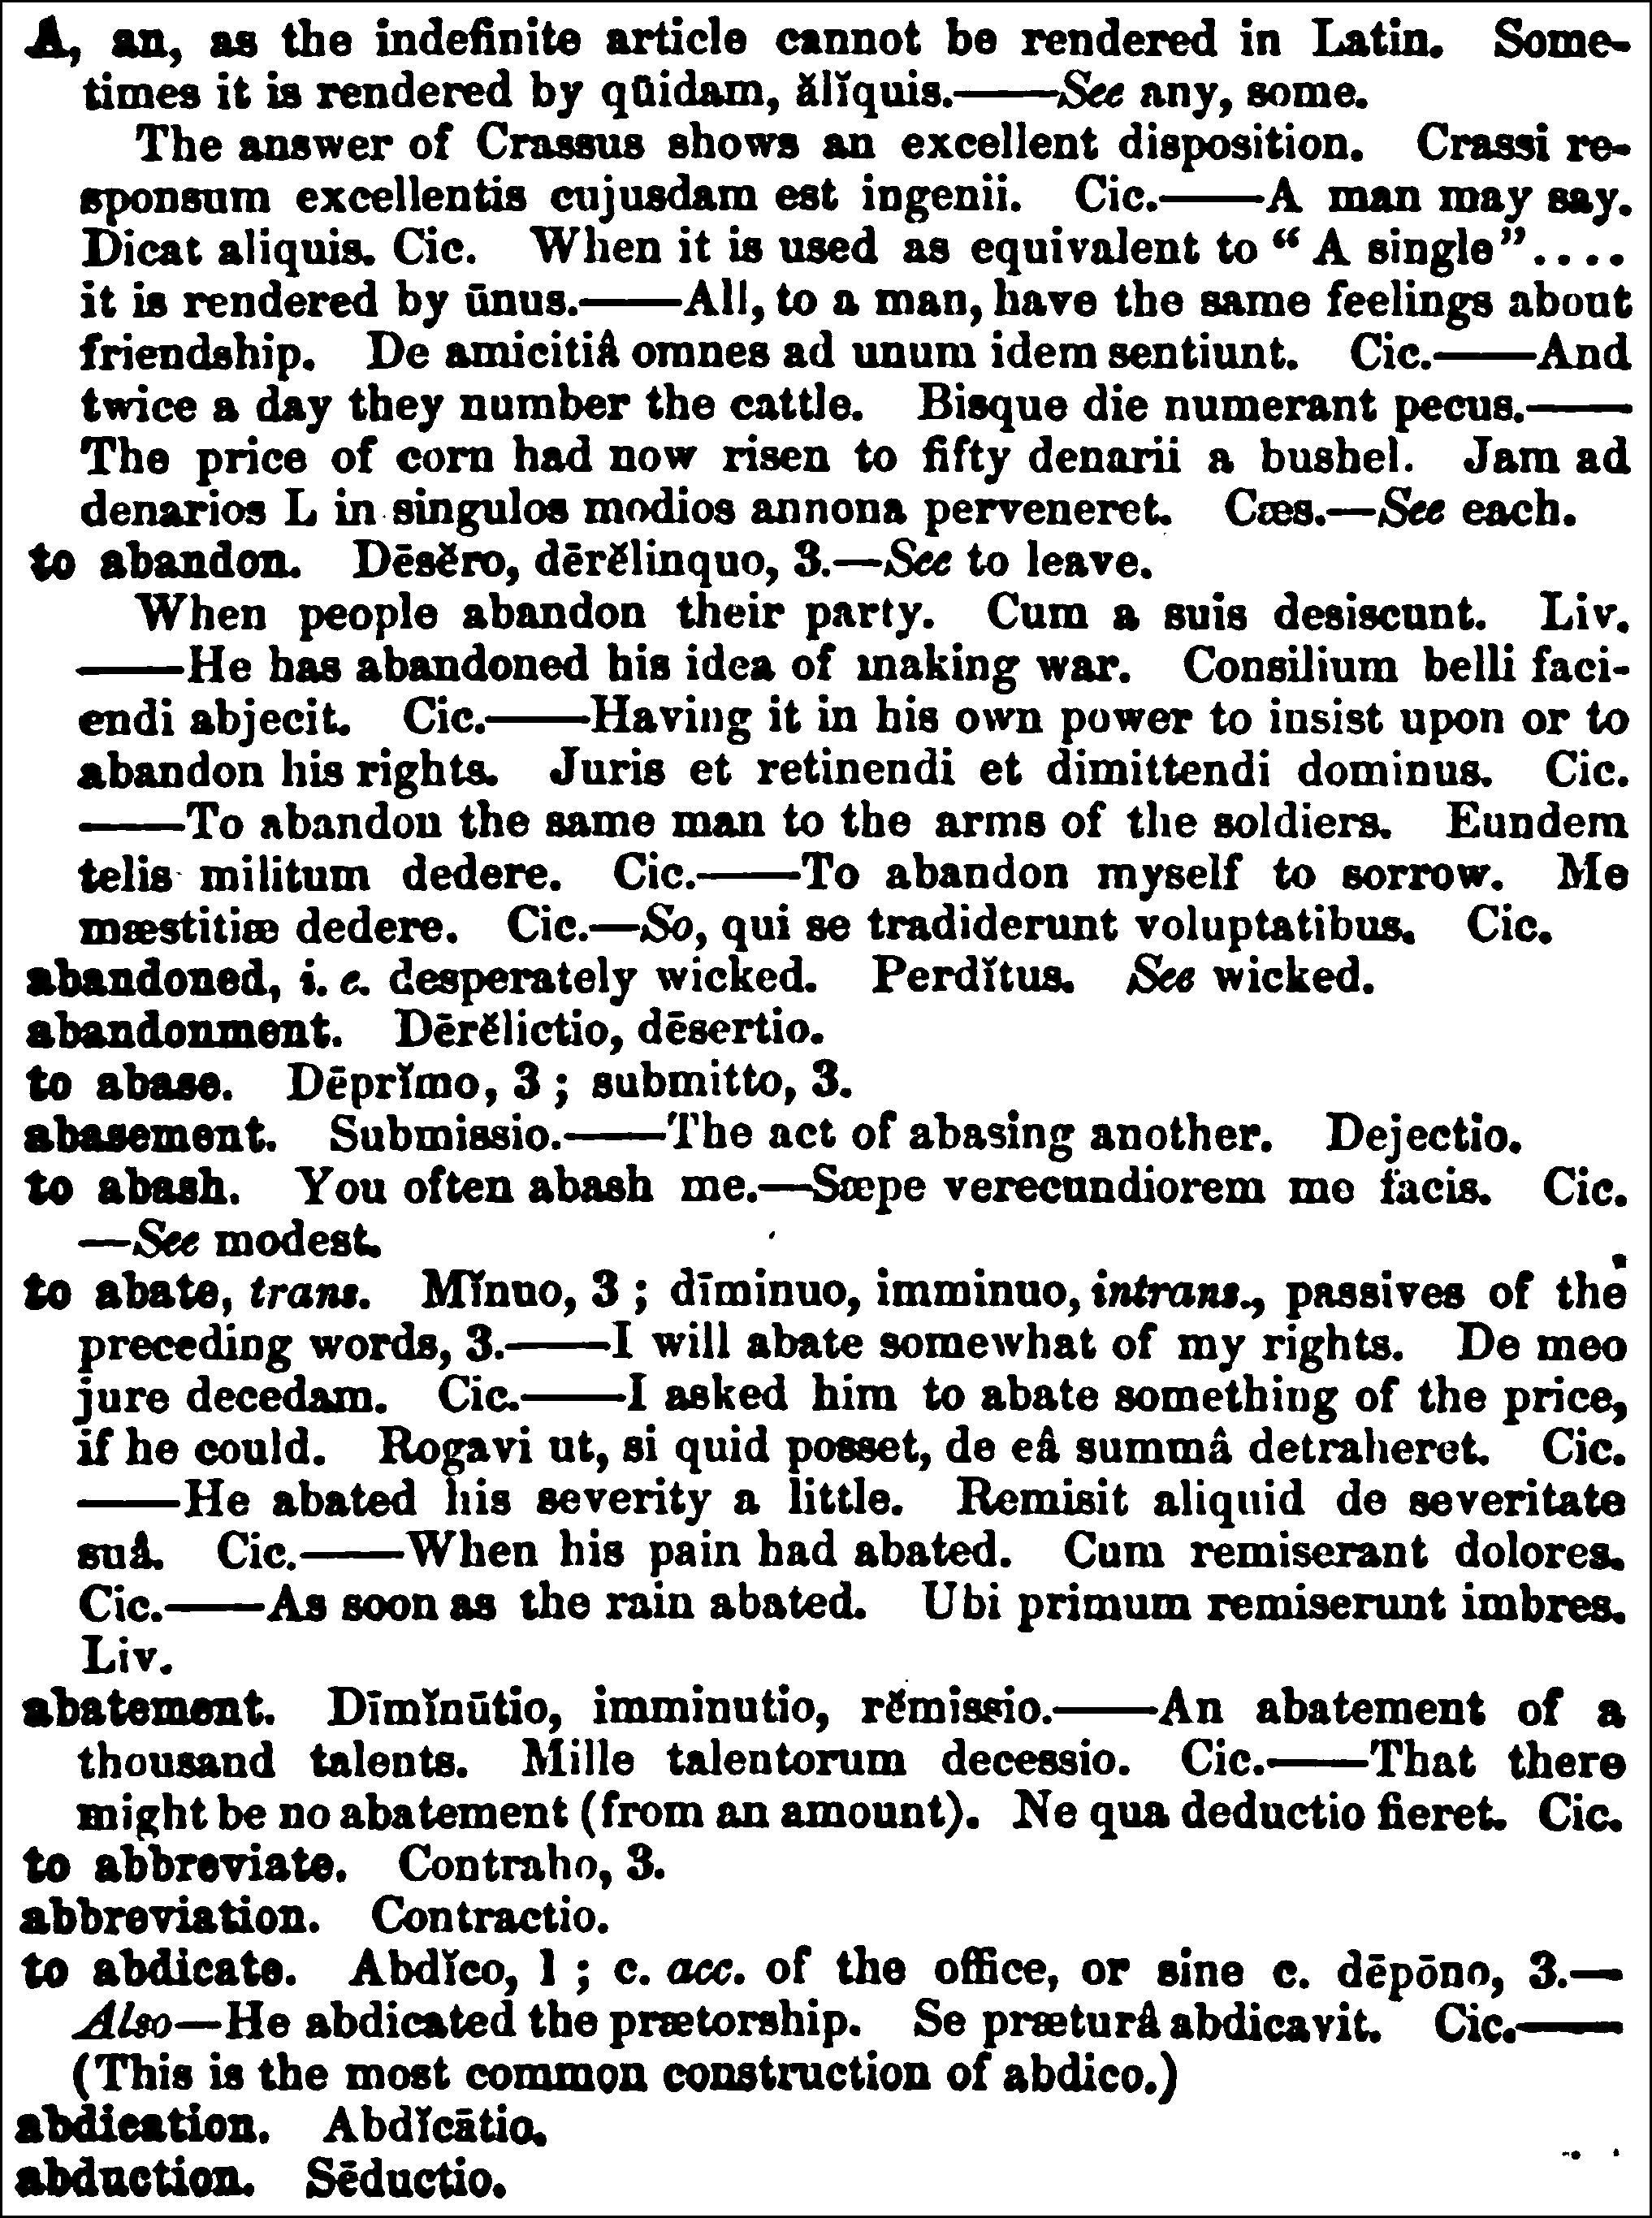 A, an, as the indefinite article cannot be rendered in Latin. Some-
times it is rendered by qūidam, ălĭquis.——See any, some.
The answer of Crassus shows an excellent disposition. Crassi re-
sponsum excellentis cujusdam est ingenii. Cic.——A man may say.
Dicat aliquis. Cic. When it is used as equivalent to “A single”....
it is rendered by ūnus.——All, to a man, have the same feelings about
friendship. De amicitiâ omnes ad unum idem sentiunt. Cic.——And
twice a day they number the cattle. Bisque die numerant pecus.——
The price of corn had now risen to fifty denarii a bushel. Jam ad
denarios L in singulos modios annona perveneret. Cæs.—See each.
to abandon. Dēsĕro, dērĕlinquo, 3.—See to leave.
When people abandon their party. Cum a suis desiscunt. Liv.
——He has abandoned his idea of making war. Consilium belli faci-
endi abjecit. Cic.——Having it in his own power to insist upon or to
abandon his rights. Juris et retinendi et dimittendi dominus. Cic.
——To abandon the same man to the arms of the soldiers. Eundem
telis militum dedere. Cic.——To abandon myself to sorrow. Me
mæstitiæ dedere. Cic.—So, qui se tradiderunt voluptatibus. Cic.
abandoned, i. e. desperately wicked. Perdĭtus. See wicked.
abandonment. Dērĕlictio, dēsertio.
to abase. Dēprĭmo, 3 ; submitto, 3.
abasement. Submissio.——The act of abasing another. Dejectio.
to abash. You often abash me.—Sœpe verecundiorem me facis. Cic.
—See modest.
to abate, trans. Mĭnuo, 3 ; dīminuo, imminuo, intrans., passives of the
preceding words, 3.——I will abate somewhat of my rights. De meo
jure decedam. Cic.——I asked him to abate something of the price,
if he could. Rogavi ut, si quid posset, de eâ summâ detraheret. Cic.
——He abated his severity a little. Remisit aliquid de severitate
suâ. Cic.——When his pain had abated. Cum remiserant dolores.
Cic.——As soon as the rain abated. Ubi primum remiserunt imbres.
Liv.
abatement. Dīmĭnūtio, imminutio, rĕmissio.——An abatement of a
thousand talents. Mille talentorum decessio. Cic.——That there
might be no abatement (from an amount). Ne qua deductio fieret. Cic.
to abbreviate. Contraho, 3.
abbreviation. Contractio.
to abdicate. Abdĭco, 1 ; c. acc. of the office, or sine c. dēpōno, 3.—
Also—He abdicated the prætorship. Se præturâ abdicavit. Cic.——
(This is the most common construction of abdico.)
abdication. Abdĭcātio.
abduction. Sēductio.